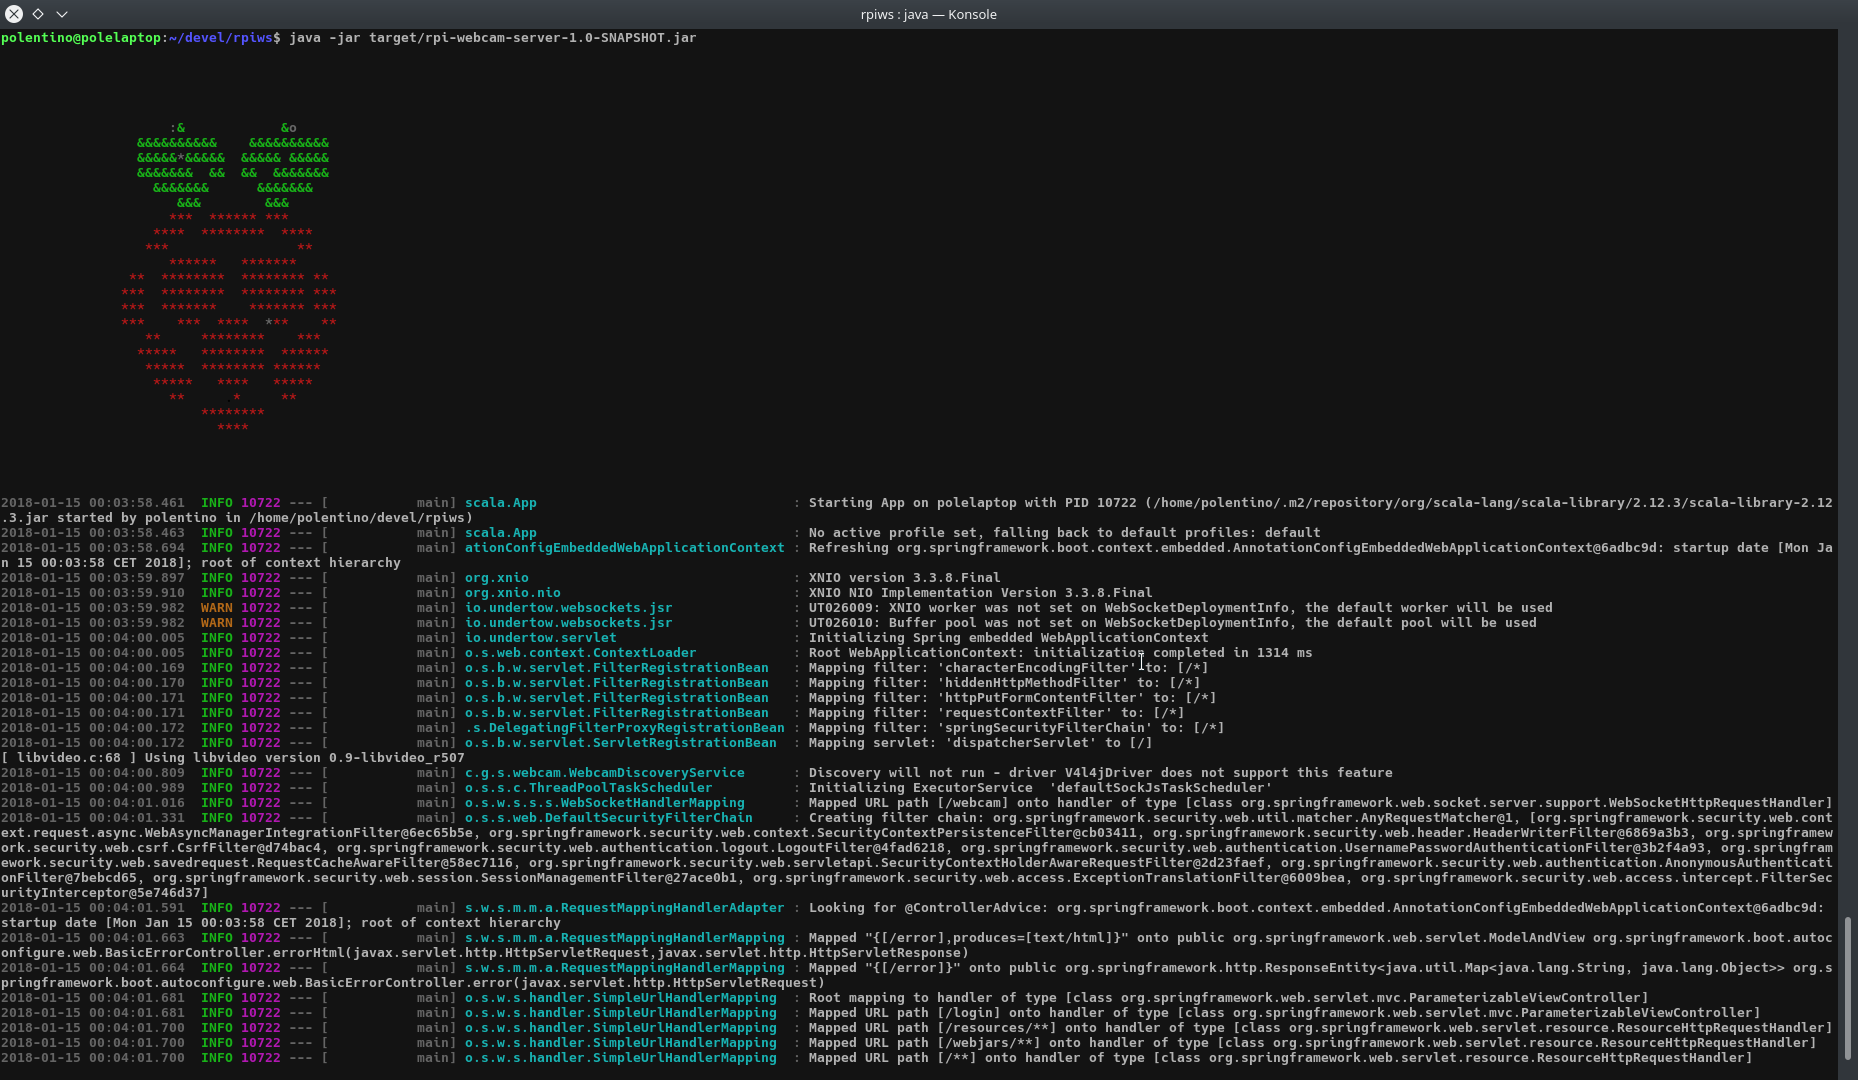 rpiws : java — Konsole
polentino@polelaptop:~/devel/rpiws$ java -jar target/rpi-webcam-server-1.0-SNAPSHOT.jar
:& &o
&&&&&&&&&& &&&&&&&&&&
&&&&&*&&&&& &&&&& &&&&&
&&&&&&& && && &&&&&&&
&&&&&&& &&&&&&&
&&& &&&
*** ****** ***
**** ******** ****
*** **
****** *******
** ******** ******** **
*** ******** ******** ***
*** ******* ******* ***
*** *** **** *** **
** ******** ***
***** ******** ******
***** ******** ******
***** **** *****
** .* **
********
****
2018-01-15 00:03:58.461 INFO 10722 --- [ main] scala.App : Starting App on polelaptop with PID 10722 (/home/polentino/.m2/repository/org/scala-lang/scala-library/2.12.3/scala-library-2.12
.3.jar started by polentino in /home/polentino/devel/rpiws)
2018-01-15 00:03:58.463 INFO 10722 --- [ main] scala.App : No active profile set, falling back to default profiles: default
2018-01-15 00:03:58.694 INFO 10722 --- [ main] ationConfigEmbeddedWebApplicationContext : Refreshing org.springframework.boot.context.embedded.AnnotationConfigEmbeddedWebApplicationContext@6adbc9d: startup date [Mon Ja
n 15 00:03:58 CET 2018]; root of context hierarchy
2018-01-15 00:03:59.897 INFO 10722 --- [ main] org.xnio : XNIO version 3.3.8.Final
2018-01-15 00:03:59.910 INFO 10722 --- [ main] org.xnio.nio : XNIO NIO Implementation Version 3.3.8.Final
2018-01-15 00:03:59.982 WARN 10722 --- [ main] io.undertow.websockets.jsr : UT026009: XNIO worker was not set on WebSocketDeploymentInfo, the default worker will be used
2018-01-15 00:03:59.982 WARN 10722 --- [ main] io.undertow.websockets.jsr : UT026010: Buffer pool was not set on WebSocketDeploymentInfo, the default pool will be used
2018-01-15 00:04:00.005 INFO 10722 --- [ main] io.undertow.servlet : Initializing Spring embedded WebApplicationContext
2018-01-15 00:04:00.005 INFO 10722 --- [ main] o.s.web.context.ContextLoader : Root WebApplicationContext: initialization completed in 1314 ms
2018-01-15 00:04:00.169 INFO 10722 --- [ main] o.s.b.w.servlet.FilterRegistrationBean : Mapping filter: 'characterEncodingFilter' to: [/*]
2018-01-15 00:04:00.170 INFO 10722 --- [ main] o.s.b.w.servlet.FilterRegistrationBean : Mapping filter: 'hiddenHttpMethodFilter' to: [/*]
2018-01-15 00:04:00.171 INFO 10722 --- [ main] o.s.b.w.servlet.FilterRegistrationBean : Mapping filter: 'httpPutFormContentFilter' to: [/*]
2018-01-15 00:04:00.171 INFO 10722 --- [ main] o.s.b.w.servlet.FilterRegistrationBean : Mapping filter: 'requestContextFilter' to: [/*]
2018-01-15 00:04:00.172 INFO 10722 --- [ main] .s.DelegatingFilterProxyRegistrationBean : Mapping filter: 'springSecurityFilterChain' to: [/*]
2018-01-15 00:04:00.172 INFO 10722 --- [ main] o.s.b.w.servlet.ServletRegistrationBean : Mapping servlet: 'dispatcherServlet' to [/]
[ libvideo.c:68 ] Using libvideo version 0.9-libvideo_r507
2018-01-15 00:04:00.809 INFO 10722 --- [ main] c.g.s.webcam.WebcamDiscoveryService : Discovery will not run - driver V4l4jDriver does not support this feature
2018-01-15 00:04:00.989 INFO 10722 --- [ main] o.s.s.c.ThreadPoolTaskScheduler : Initializing ExecutorService 'defaultSockJsTaskScheduler'
2018-01-15 00:04:01.016 INFO 10722 --- [ main] o.s.w.s.s.s.WebSocketHandlerMapping : Mapped URL path [/webcam] onto handler of type [class org.springframework.web.socket.server.support.WebSocketHttpRequestHandler]
2018-01-15 00:04:01.331 INFO 10722 --- [ main] o.s.s.web.DefaultSecurityFilterChain : Creating filter chain: org.springframework.security.web.util.matcher.AnyRequestMatcher@1, [org.springframework.security.web.cont
ext.request.async.WebAsyncManagerIntegrationFilter@6ec65b5e, org.springframework.security.web.context.SecurityContextPersistenceFilter@cb03411, org.springframework.security.web.header.HeaderWriterFilter@6869a3b3, org.springframew
ork.security.web.csrf.CsrfFilter@d74bac4, org.springframework.security.web.authentication.logout.LogoutFilter@4fad6218, org.springframework.security.web.authentication.UsernamePasswordAuthenticationFilter@3b2f4a93, org.springfram
ework.security.web.savedrequest.RequestCacheAwareFilter@58ec7116, org.springframework.security.web.servletapi.SecurityContextHolderAwareRequestFilter@2d23faef, org.springframework.security.web.authentication.AnonymousAuthenticati
onFilter@7bebcd65, org.springframework.security.web.session.SessionManagementFilter@27ace0b1, org.springframework.security.web.access.ExceptionTranslationFilter@6009bea, org.springframework.security.web.access.intercept.FilterSec
urityInterceptor@5e746d37]
2018-01-15 00:04:01.591 INFO 10722 --- [ main] s.w.s.m.m.a.RequestMappingHandlerAdapter : Looking for @ControllerAdvice: org.springframework.boot.context.embedded.AnnotationConfigEmbeddedWebApplicationContext@6adbc9d:
startup date [Mon Jan 15 00:03:58 CET 2018]; root of context hierarchy
2018-01-15 00:04:01.663 INFO 10722 --- [ main] s.w.s.m.m.a.RequestMappingHandlerMapping : Mapped "{[/error],produces=[text/html]}" onto public org.springframework.web.servlet.ModelAndView org.springframework.boot.autoc
onfigure.web.BasicErrorController.errorHtml(javax.servlet.http.HttpServletRequest,javax.servlet.http.HttpServletResponse)
2018-01-15 00:04:01.664 INFO 10722 --- [ main] s.w.s.m.m.a.RequestMappingHandlerMapping : Mapped "{[/error]}" onto public org.springframework.http.ResponseEntity<java.util.Map<java.lang.String, java.lang.Object>> org.s
pringframework.boot.autoconfigure.web.BasicErrorController.error(javax.servlet.http.HttpServletRequest)
2018-01-15 00:04:01.681 INFO 10722 --- [ main] o.s.w.s.handler.SimpleUrlHandlerMapping : Root mapping to handler of type [class org.springframework.web.servlet.mvc.ParameterizableViewController]
2018-01-15 00:04:01.681 INFO 10722 --- [ main] o.s.w.s.handler.SimpleUrlHandlerMapping : Mapped URL path [/login] onto handler of type [class org.springframework.web.servlet.mvc.ParameterizableViewController]
2018-01-15 00:04:01.700 INFO 10722 --- [ main] o.s.w.s.handler.SimpleUrlHandlerMapping : Mapped URL path [/resources/**] onto handler of type [class org.springframework.web.servlet.resource.ResourceHttpRequestHandler]
2018-01-15 00:04:01.700 INFO 10722 --- [ main] o.s.w.s.handler.SimpleUrlHandlerMapping : Mapped URL path [/webjars/**] onto handler of type [class org.springframework.web.servlet.resource.ResourceHttpRequestHandler]
2018-01-15 00:04:01.700 INFO 10722 --- [ main] o.s.w.s.handler.SimpleUrlHandlerMapping : Mapped URL path [/**] onto handler of type [class org.springframework.web.servlet.resource.ResourceHttpRequestHandler]